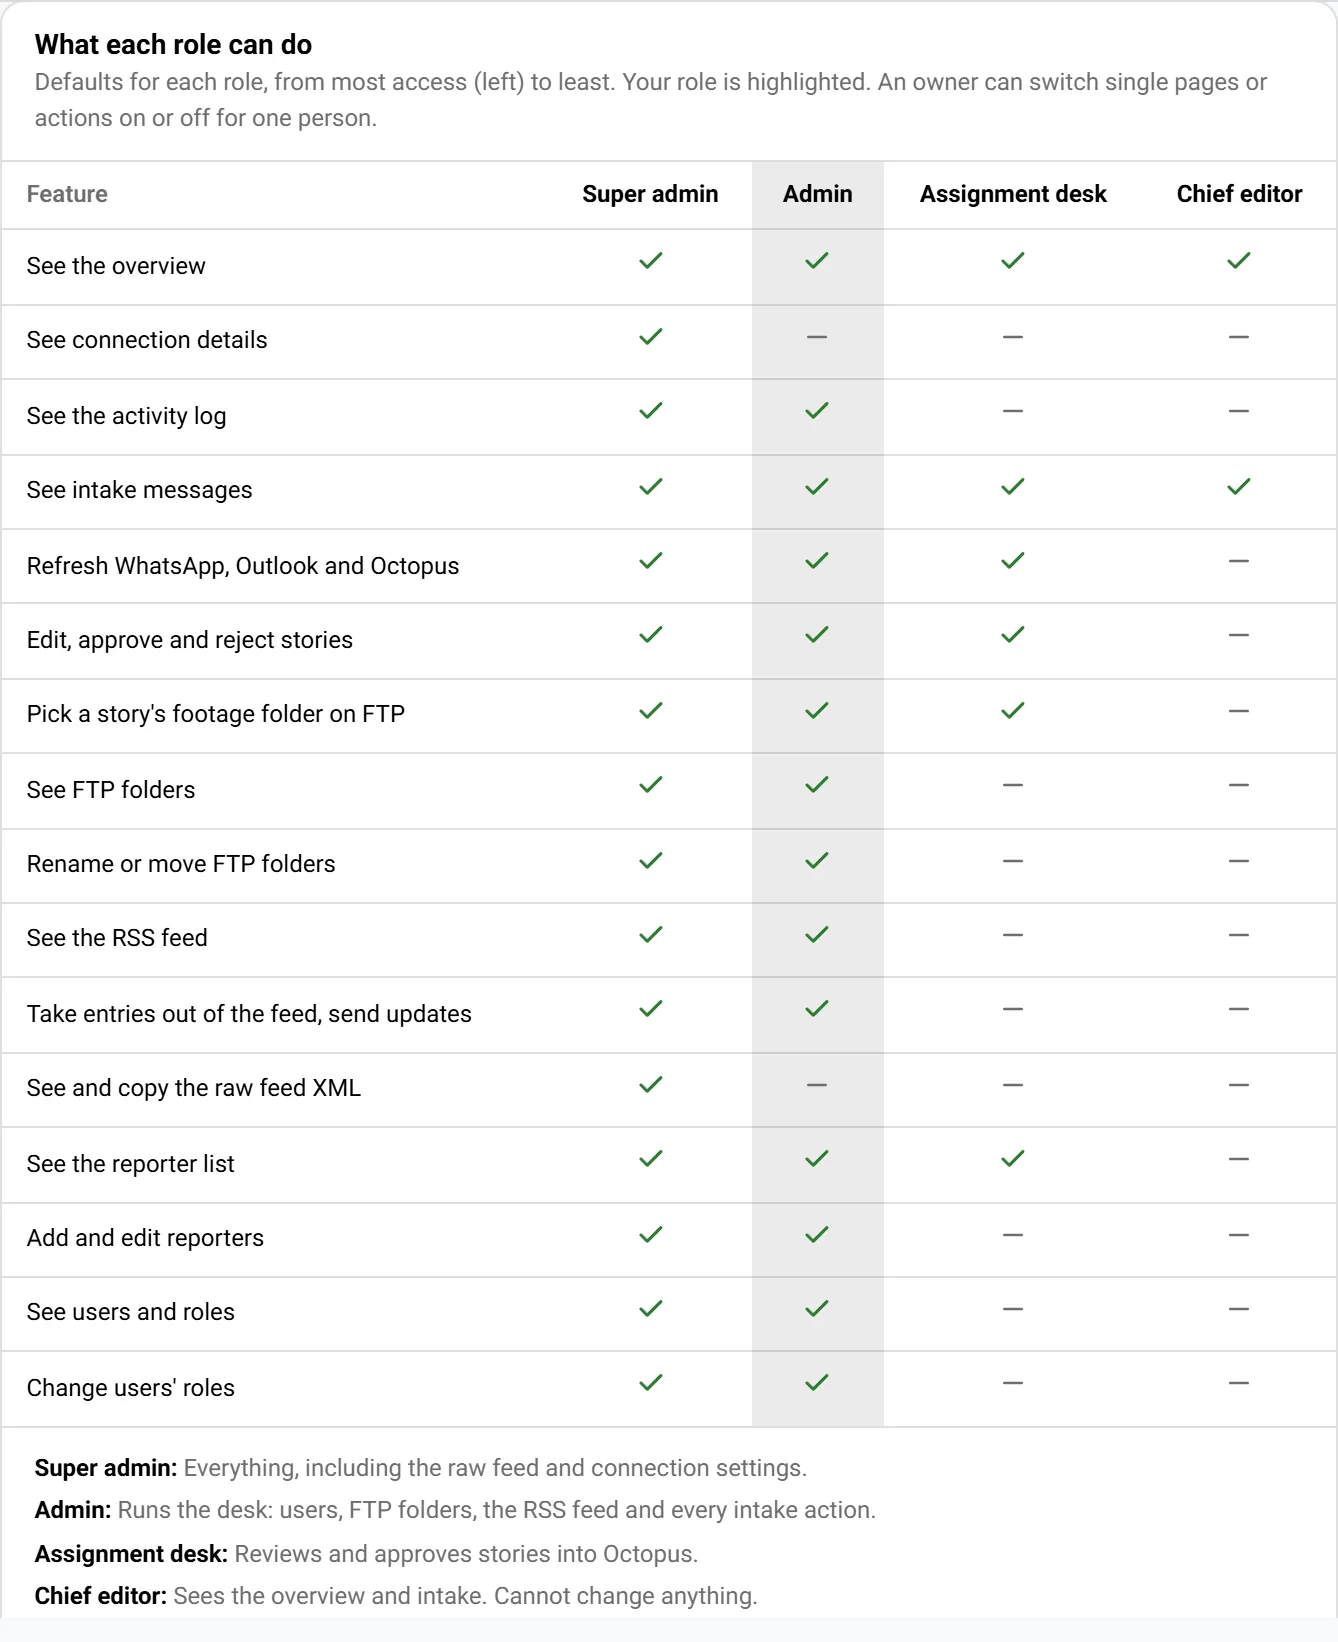 What each role can do
Defaults for each role, from most access (left) to least. Your role is highlighted. An owner can switch single pages or
actions on or off for one person.
Feature Super admin Admin Assignment desk Chief editor
See the overview ✓ ✓ ✓ ✓
See connection details ✓ — — —
See the activity log ✓ ✓ — —
See intake messages ✓ ✓ ✓ ✓
Refresh WhatsApp, Outlook and Octopus ✓ ✓ ✓ —
Edit, approve and reject stories ✓ ✓ ✓ —
Pick a story's footage folder on FTP ✓ ✓ ✓ —
See FTP folders ✓ ✓ — —
Rename or move FTP folders ✓ ✓ — —
See the RSS feed ✓ ✓ — —
Take entries out of the feed, send updates ✓ ✓ — —
See and copy the raw feed XML ✓ — — —
See the reporter list ✓ ✓ ✓ —
Add and edit reporters ✓ ✓ — —
See users and roles ✓ ✓ — —
Change users' roles ✓ ✓ — —
Super admin: Everything, including the raw feed and connection settings.
Admin: Runs the desk: users, FTP folders, the RSS feed and every intake action.
Assignment desk: Reviews and approves stories into Octopus.
Chief editor: Sees the overview and intake. Cannot change anything.